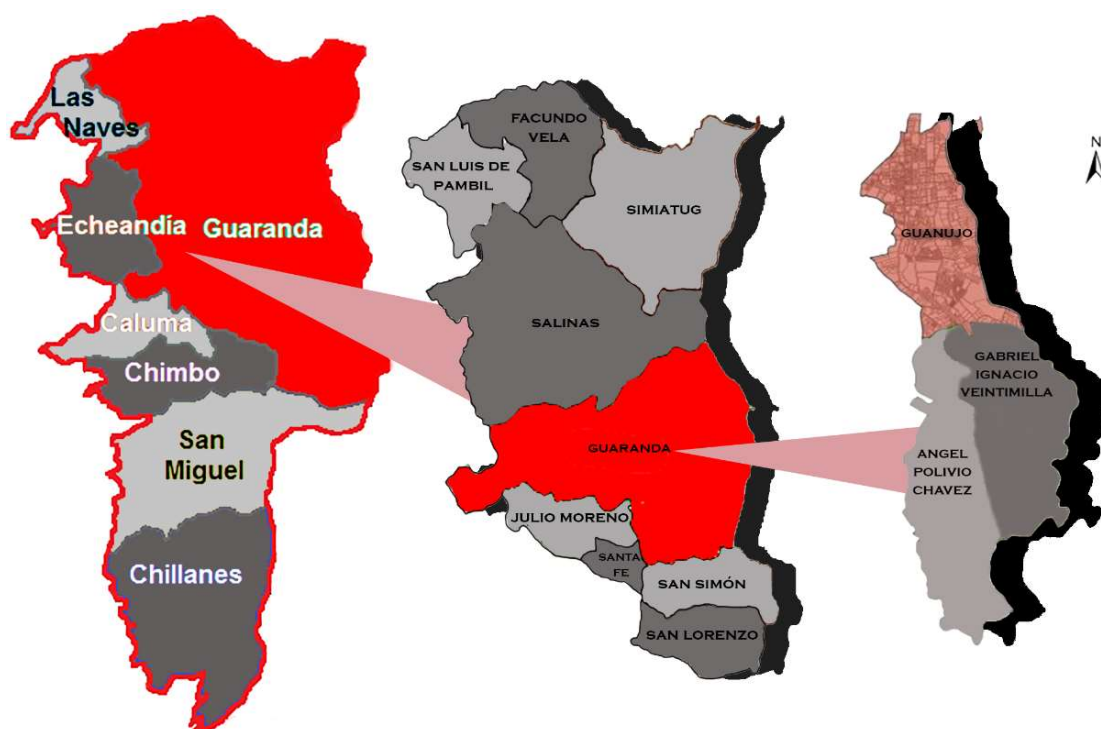 Las
Naves
Echeandía
Guaranda
Caluma
Chimbo
San
Miguel
Chillanes
FACUNDO
VELA
SAN LUIS DE
PAMBIL
SIMIATUG
SALINAS
GUARANDA
JULIO MORENO
SANTA
FE
SAN SIMÓN
SAN LORENZO
N
GUANUJO
GABRIEL
IGNACIO
VEINTIMILLA
ANGEL
POLIVIO
CHAVEZ